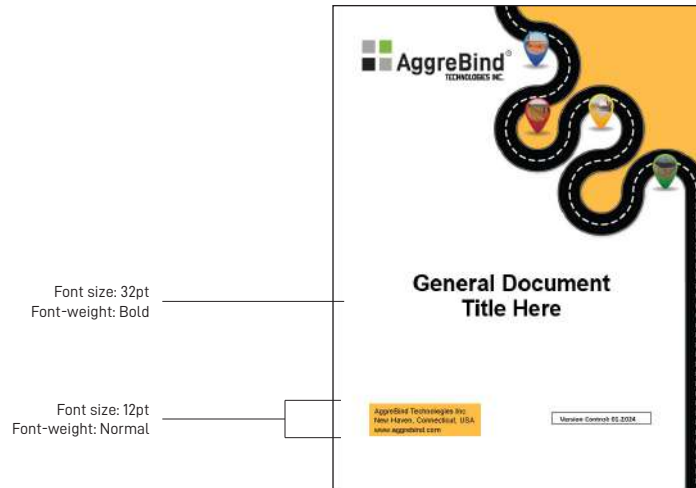 AggreBind®
TECHNOLOGIES INC.
Font size: 32pt
Font-weight: Bold
General Document
Title Here
Font size: 12pt
Font-weight: Normal
AggreBind Technologies Inc
New Haven, Connecticut, USA
www.aggrebind.com
Version Control: 01.2024